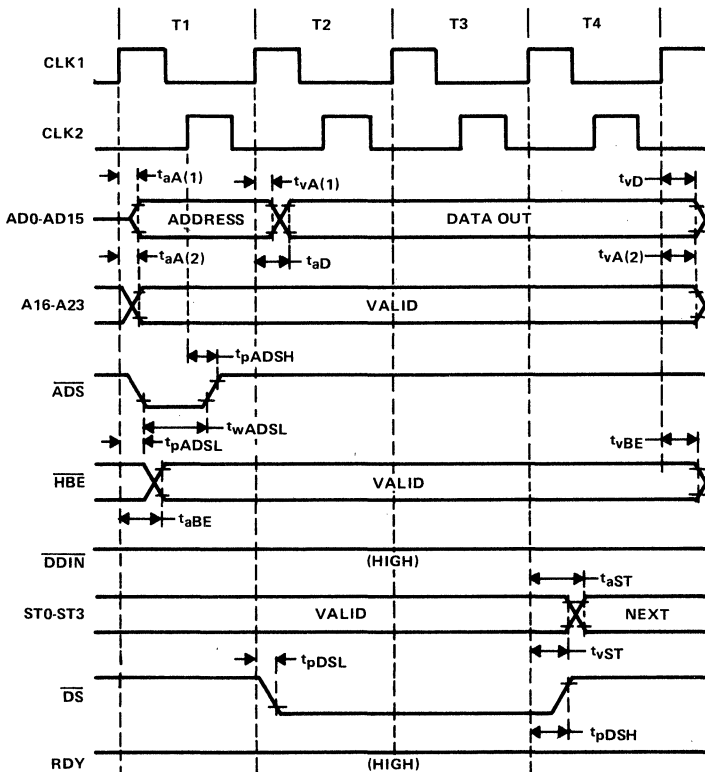 T1 T2 T3 T4
CLK1
CLK2
taA(1) tvA(1) tvD
AD0-AD15 ADDRESS DATA OUT
taA(2) taD tvA(2)
A16-A23 VALID
tpADSH
ADS
twADSL
tpADSL tvBE
HBE VALID
taBE
DDIN (HIGH)
taST
ST0-ST3 VALID NEXT
tpDSL tvST
DS
tpDSH
RDY (HIGH)